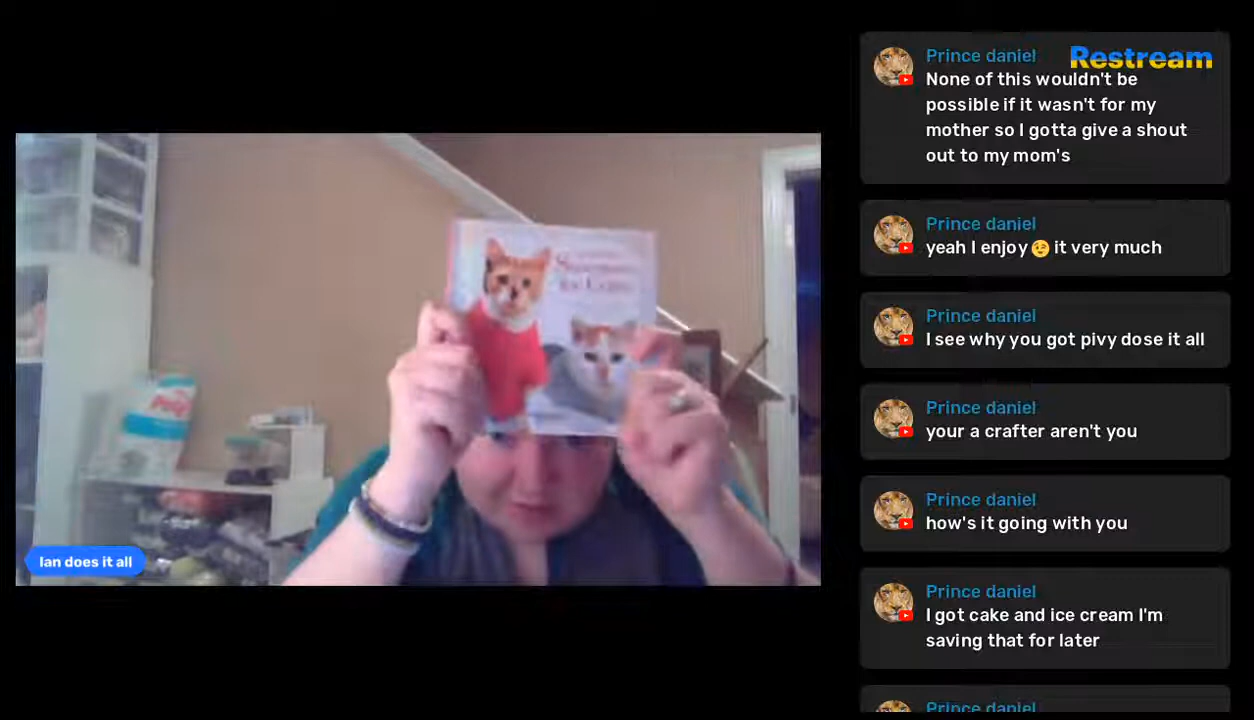 Restream
Prince daniel
None of this wouldn't be
possible if it wasn't for my
mother so I gotta give a shout
out to my mom's
Prince daniel
yeah I enjoy 😉 it very much
Prince daniel
I see why you got pivy dose it all
Prince daniel
your a crafter aren't you
Prince daniel
how's it going with you
Prince daniel
I got cake and ice cream I'm
saving that for later
Prince daniel
for Cats
Ian does it all